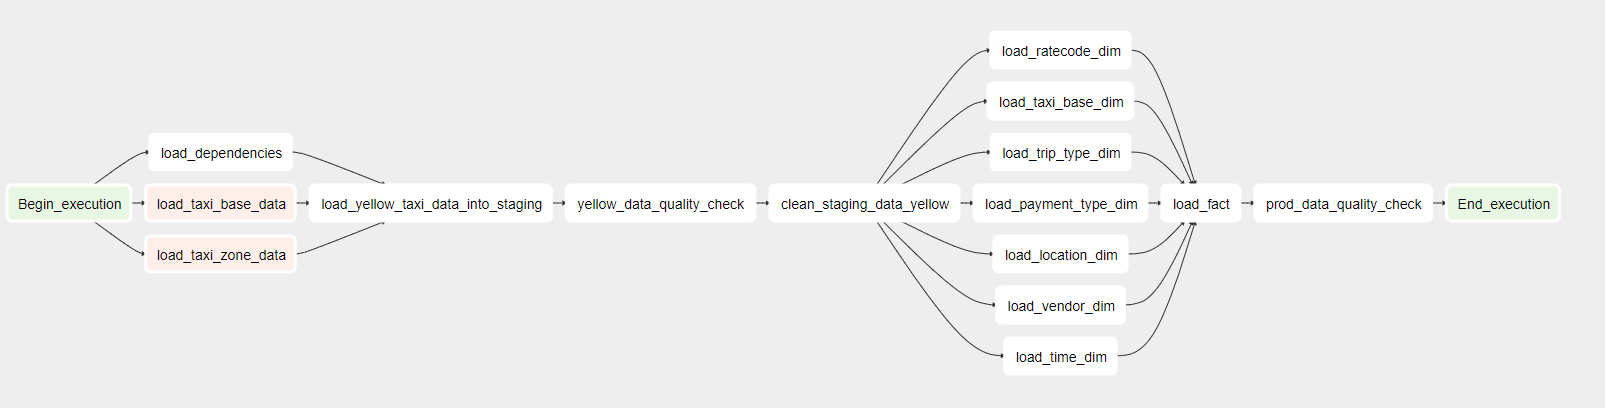 Begin_execution
load_dependencies
load_taxi_base_data
load_taxi_zone_data
load_yellow_taxi_data_into_staging
yellow_data_quality_check
clean_staging_data_yellow
load_ratecode_dim
load_taxi_base_dim
load_trip_type_dim
load_payment_type_dim
load_location_dim
load_vendor_dim
load_time_dim
load_fact
prod_data_quality_check
End_execution